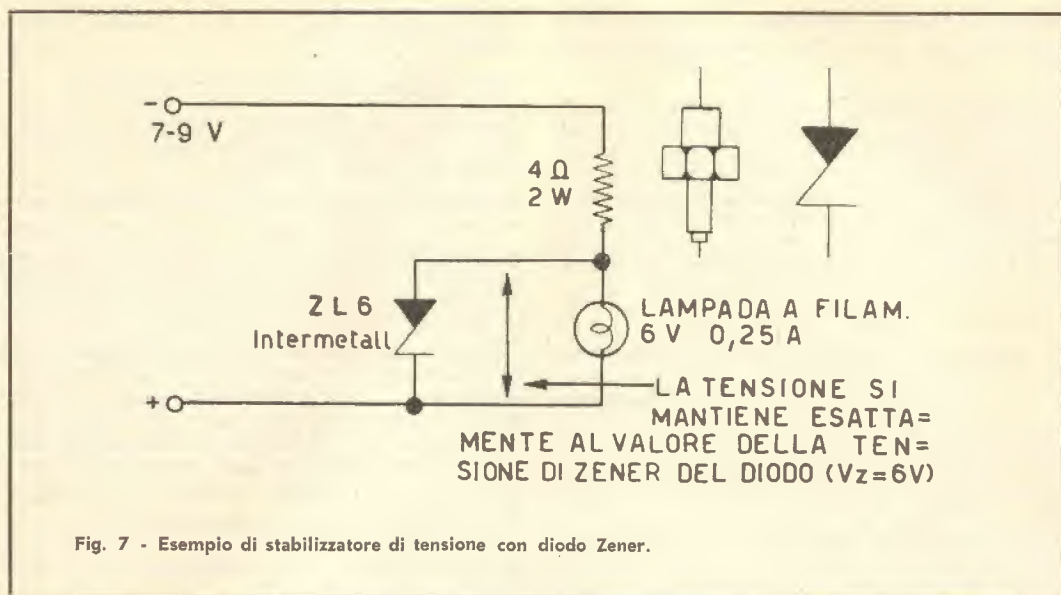 -
7-9 V
4 Ω
2 W
ZL6
Intermetall
LAMPADA A FILAM.
6 V 0,25 A
+
LA TENSIONE SI
MANTIENE ESATTA=
MENTE AL VALORE DELLA TEN=
SIONE DI ZENER DEL DIODO (Vz=6V)
Fig. 7 - Esempio di stabilizzatore di tensione con diodo Zener.